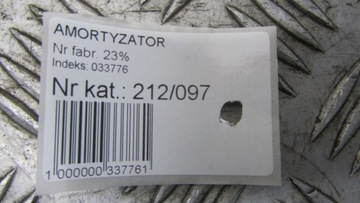 AMORTYZATOR
Nr fabr. 23%
Indeks: 033776
Nr kat.: 212/097
1 000000 337761